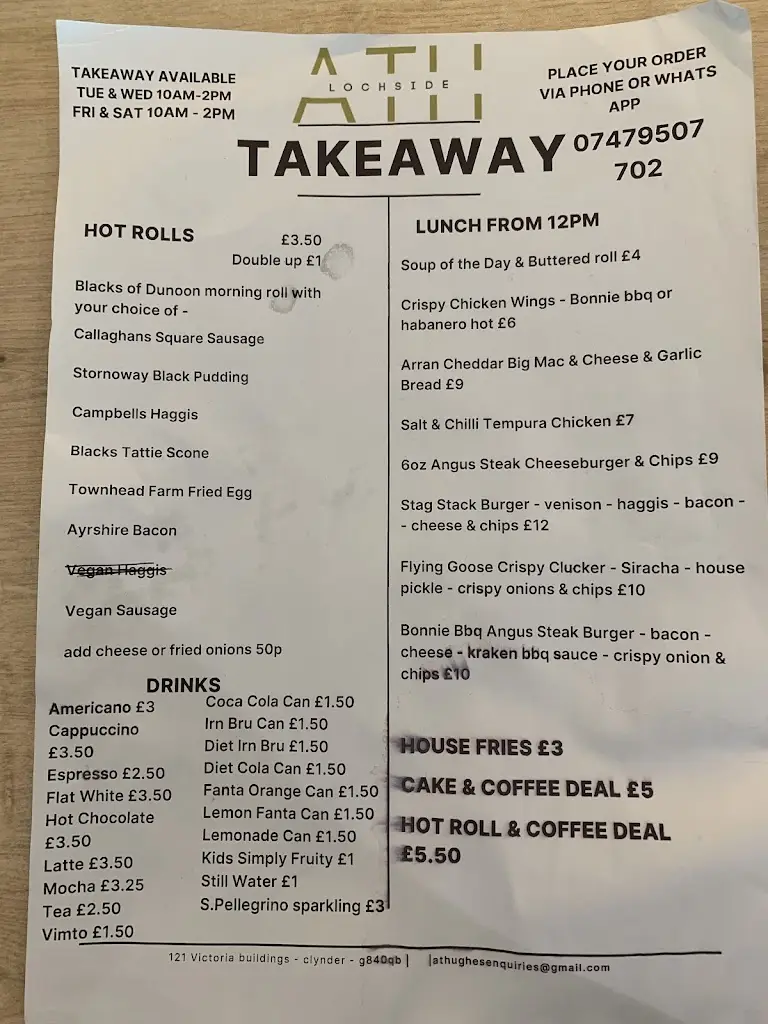 TAKEAWAY AVAILABLE
TUE & WED 10AM-2PM
FRI & SAT 10AM - 2PM
ATH
LOCHSIDE
PLACE YOUR ORDER
VIA PHONE OR WHATS
APP
07479507
702
TAKEAWAY
HOT ROLLS
£3.50
Double up £1
Blacks of Dunoon morning roll with
your choice of -
Callaghans Square Sausage
Stornoway Black Pudding
Campbells Haggis
Blacks Tattie Scone
Townhead Farm Fried Egg
Ayrshire Bacon
Vegan Haggis
Vegan Sausage
add cheese or fried onions 50p
DRINKS
Americano £3
Cappuccino
£3.50
Espresso £2.50
Flat White £3.50
Hot Chocolate
£3.50
Latte £3.50
Mocha £3.25
Tea £2.50
Vimto £1.50
Coca Cola Can £1.50
Irn Bru Can £1.50
Diet Irn Bru £1.50
Diet Cola Can £1.50
Fanta Orange Can £1.50
Lemon Fanta Can £1.50
Lemonade Can £1.50
Kids Simply Fruity £1
Still Water £1
S.Pellegrino sparkling £3
LUNCH FROM 12PM
Soup of the Day & Buttered roll £4
Crispy Chicken Wings - Bonnie bbq or
habanero hot £6
Arran Cheddar Big Mac & Cheese & Garlic
Bread £9
Salt & Chilli Tempura Chicken £7
6oz Angus Steak Cheeseburger & Chips £9
Stag Stack Burger - venison - haggis - bacon -
- cheese & chips £12
Flying Goose Crispy Clucker - Siracha - house
pickle - crispy onions & chips £10
Bonnie Bbq Angus Steak Burger - bacon -
cheese - kraken bbq sauce - crispy onion &
chips £10
HOUSE FRIES £3
CAKE & COFFEE DEAL £5
HOT ROLL & COFFEE DEAL
£5.50
121 Victoria buildings - clynder - g840qb | |athughesenquiries@gmail.com